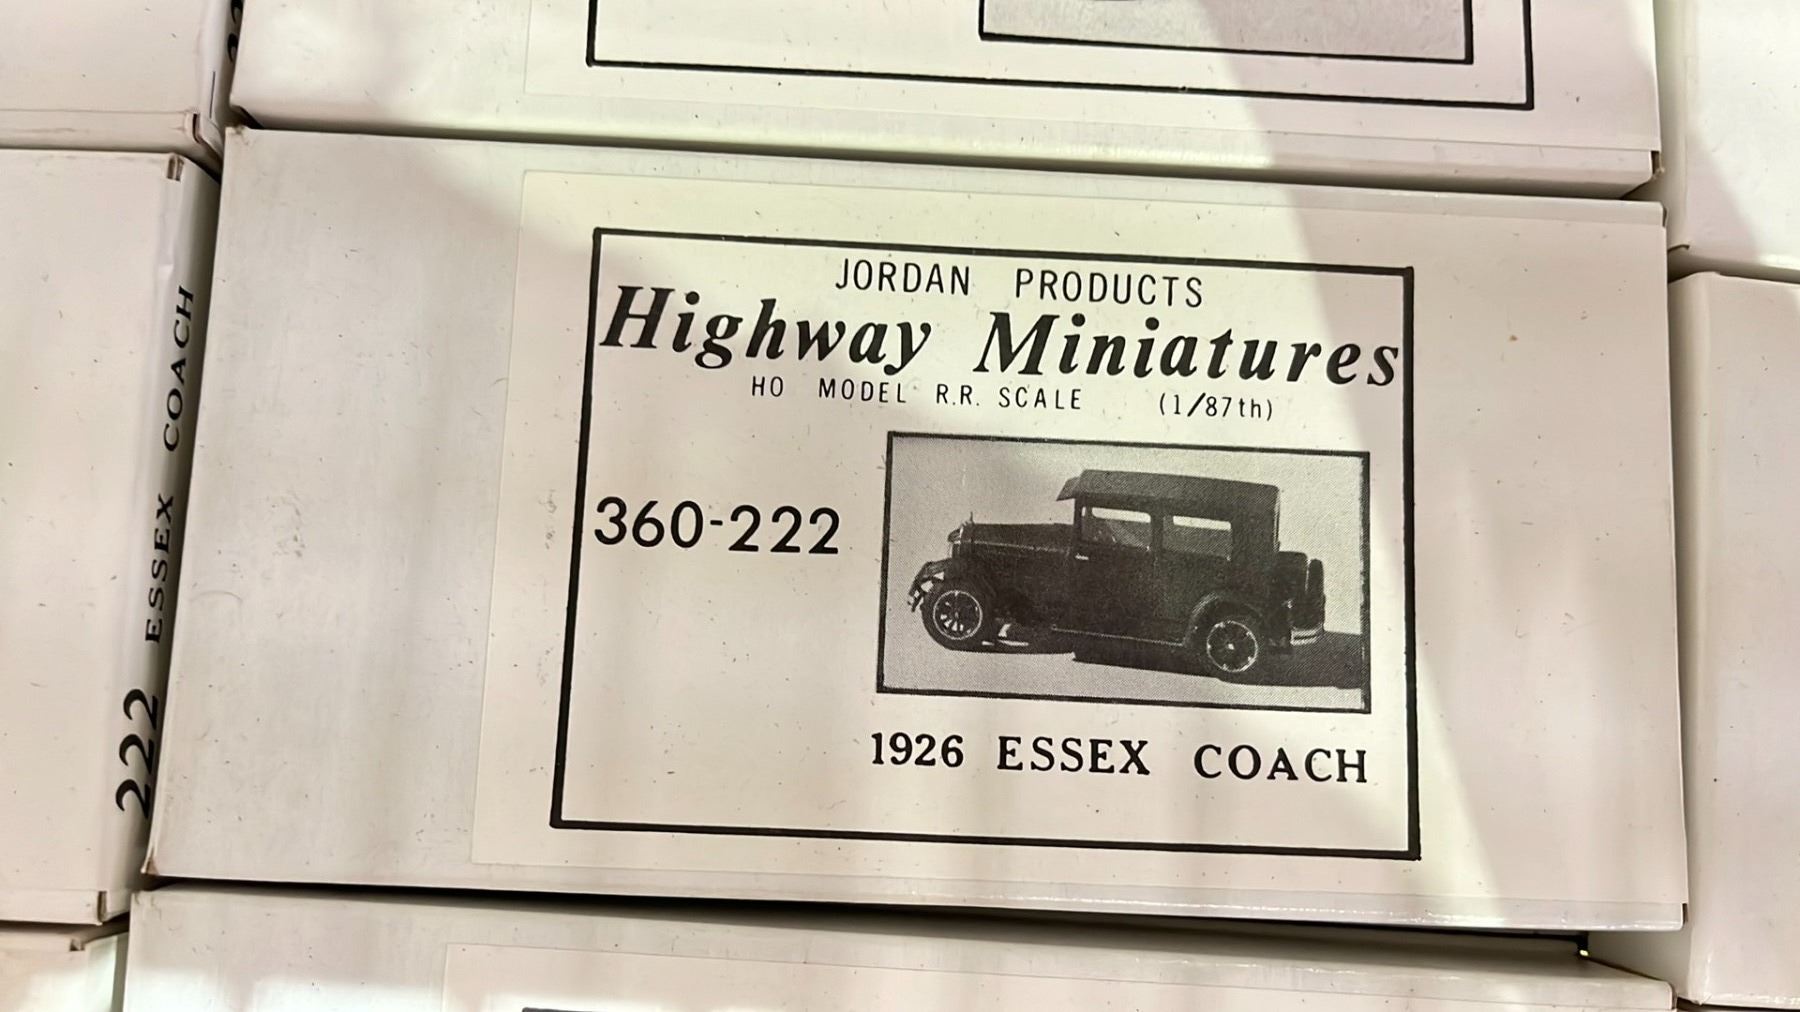 JORDAN PRODUCTS
Highway Miniatures
HO MODEL R.R. SCALE (1/87th)
360-222
1926 ESSEX COACH
222 ESSEX COACH